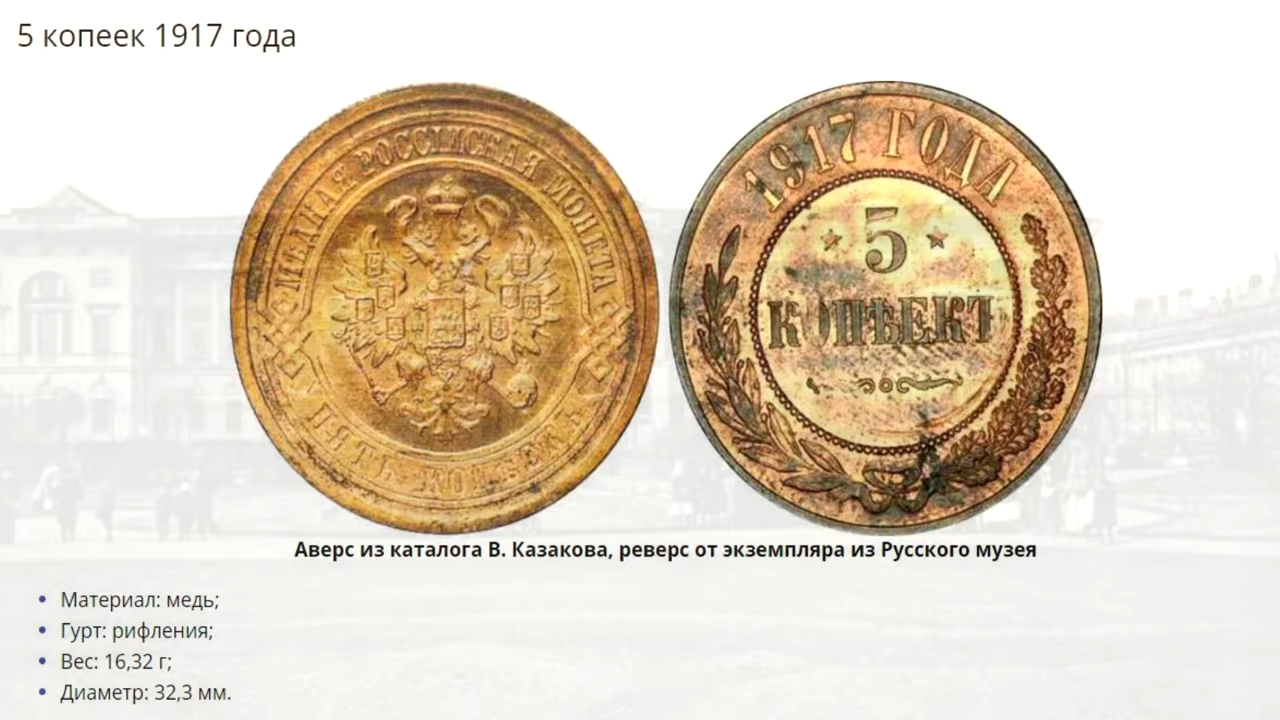 5 копеек 1917 года
МѢДНАЯ РОССІЙСКАЯ МОНЕТА
ПЯТЬ КОПѢЕКЪ
1917 ГОДА
5
КОПѢЕКЪ
Аверс из каталога В. Казакова, реверс от экземпляра из Русского музея
• Материал: медь;
• Гурт: рифления;
• Вес: 16,32 г;
• Диаметр: 32,3 мм.